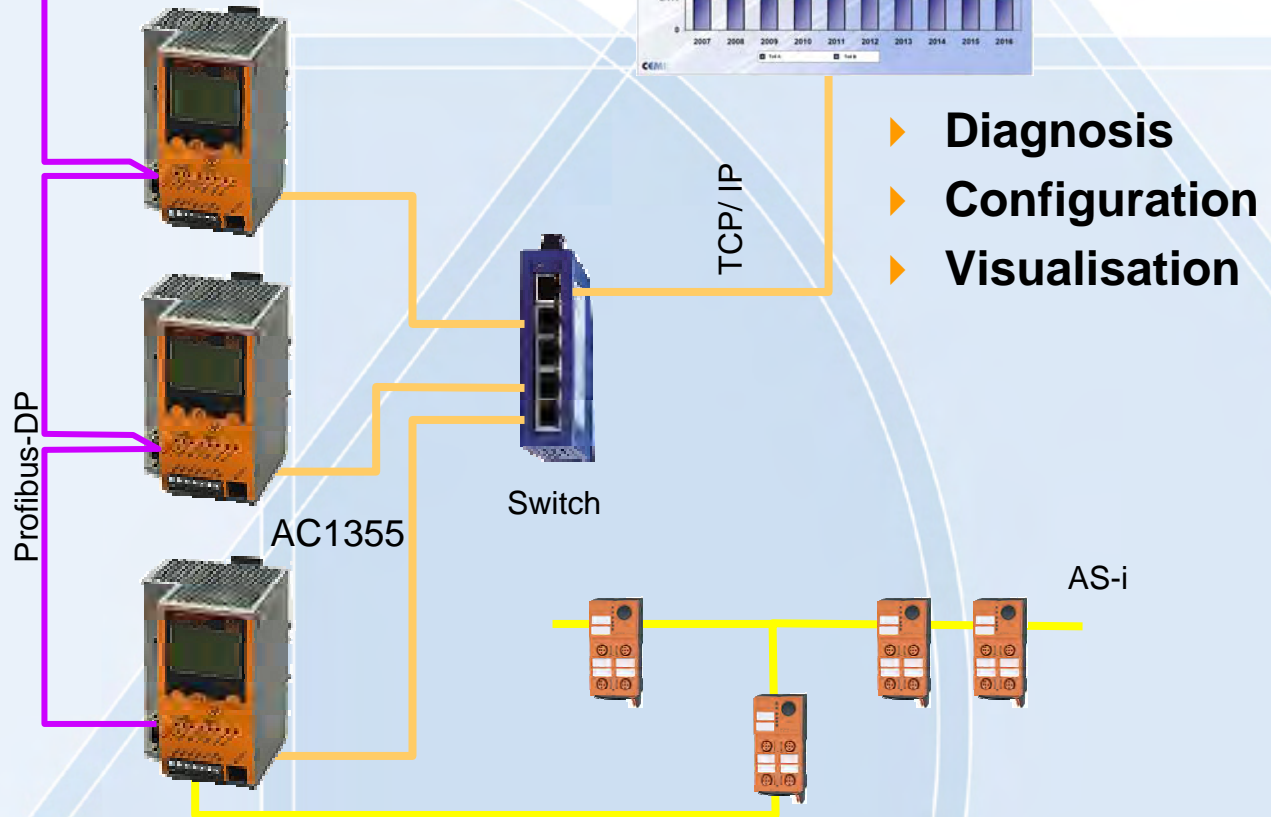 0
2007 2008 2009 2010 2011 2012 2013 2014 2015 2016
Diagnosis
Configuration
Visualisation
TCP/ IP
Profibus-DP
Switch
AC1355
AS-i